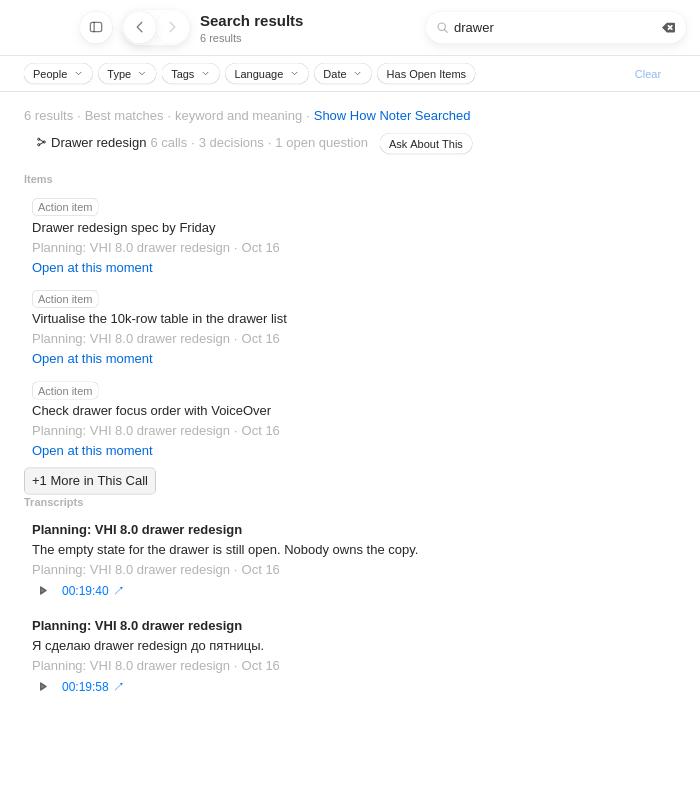 Search results
6 results
drawer
People
Type
Tags
Language
Date
Has Open Items
Clear
6 results · Best matches · keyword and meaning · Show How Noter Searched
Drawer redesign 6 calls · 3 decisions · 1 open question
Ask About This
Items
Action item
Drawer redesign spec by Friday
Planning: VHI 8.0 drawer redesign · Oct 16
Open at this moment
Action item
Virtualise the 10k-row table in the drawer list
Planning: VHI 8.0 drawer redesign · Oct 16
Open at this moment
Action item
Check drawer focus order with VoiceOver
Planning: VHI 8.0 drawer redesign · Oct 16
Open at this moment
+1 More in This Call
Transcripts
Planning: VHI 8.0 drawer redesign
The empty state for the drawer is still open. Nobody owns the copy.
Planning: VHI 8.0 drawer redesign · Oct 16
00:19:40
Planning: VHI 8.0 drawer redesign
Я сделаю drawer redesign до пятницы.
Planning: VHI 8.0 drawer redesign · Oct 16
00:19:58